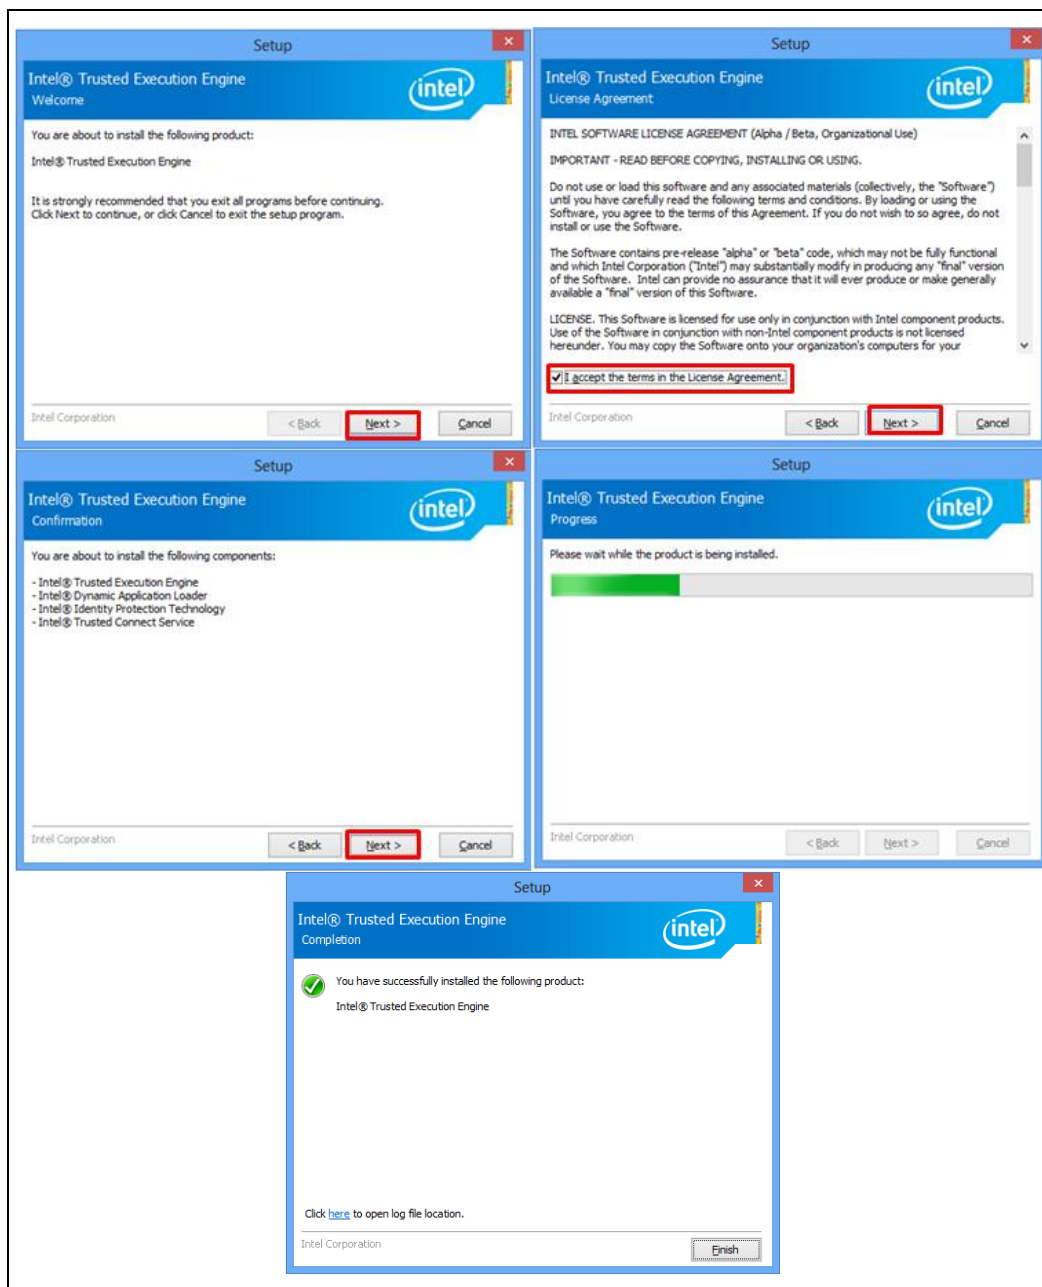 Setup
Intel® Trusted Execution Engine
Welcome
intel
You are about to install the following product:
Intel® Trusted Execution Engine
It is strongly recommended that you exit all programs before continuing.
Click Next to continue, or click Cancel to exit the setup program.
Intel Corporation
< Back
Next >
Cancel
Setup
Intel® Trusted Execution Engine
License Agreement
intel
INTEL SOFTWARE LICENSE AGREEMENT (Alpha / Beta, Organizational Use)
IMPORTANT - READ BEFORE COPYING, INSTALLING OR USING.
Do not use or load this software and any associated materials (collectively, the "Software")
until you have carefully read the following terms and conditions. By loading or using the
Software, you agree to the terms of this Agreement. If you do not wish to so agree, do not
install or use the Software.
The Software contains pre-release "alpha" or "beta" code, which may not be fully functional
and which Intel Corporation ("Intel") may substantially modify in producing any "final" version
of the Software. Intel can provide no assurance that it will ever produce or make generally
available a "final" version of this Software.
LICENSE. This Software is licensed for use only in conjunction with Intel component products.
Use of the Software in conjunction with non-Intel component products is not licensed
hereunder. You may copy the Software onto your organization's computers for your
I accept the terms in the License Agreement.
Intel Corporation
< Back
Next >
Cancel
Setup
Intel® Trusted Execution Engine
Confirmation
intel
You are about to install the following components:
- Intel® Trusted Execution Engine
- Intel® Dynamic Application Loader
- Intel® Identity Protection Technology
- Intel® Trusted Connect Service
Intel Corporation
< Back
Next >
Cancel
Setup
Intel® Trusted Execution Engine
Progress
intel
Please wait while the product is being installed.
Intel Corporation
< Back
Next >
Cancel
Setup
Intel® Trusted Execution Engine
Completion
intel
You have successfully installed the following product:
Intel® Trusted Execution Engine
Click here to open log file location.
Intel Corporation
Finish